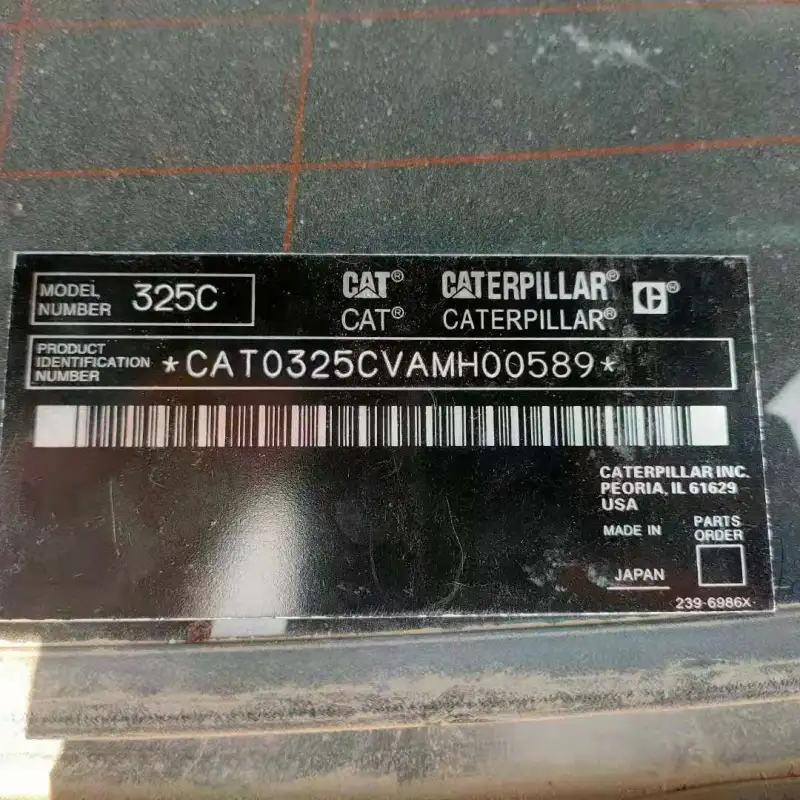 MODEL NUMBER 325C
CAT® CATERPILLAR® C®
CAT® CATERPILLAR®
PRODUCT IDENTIFICATION NUMBER *CAT0325CVAMH00589*
CATERPILLAR INC.
PEORIA, IL 61629
USA
MADE IN
JAPAN
PARTS ORDER
239-6986X